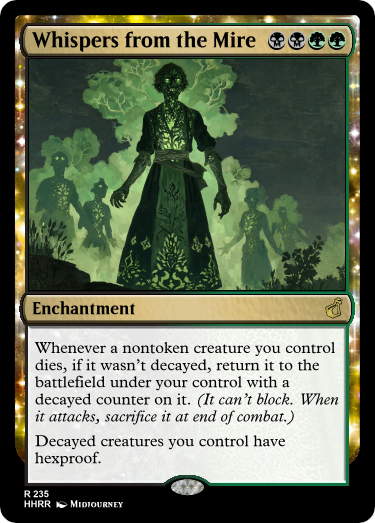 Whispers from the Mire
Enchantment
Whenever a nontoken creature you control
dies, if it wasn't decayed, return it to the
battlefield under your control with a
decayed counter on it. (It can't block. When
it attacks, sacrifice it at end of combat.)
Decayed creatures you control have
hexproof.
R 235
HHRR MIDJOURNEY